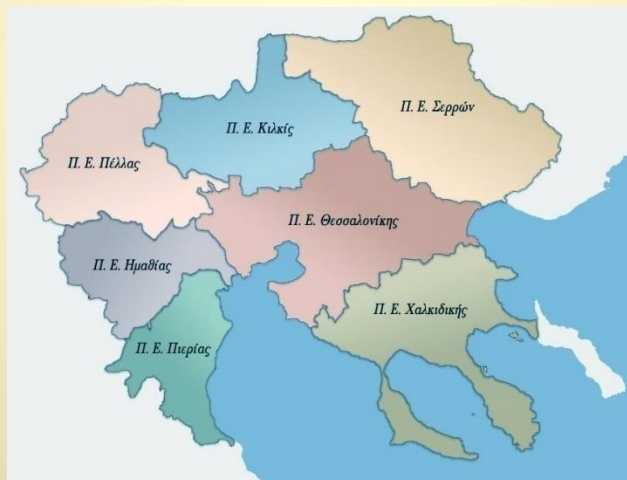 Π. Ε. Σερρών
Π. Ε. Κιλκίς
Π. Ε. Πέλλας
Π. Ε. Θεσσαλονίκης
Π. Ε. Ημαθίας
Π. Ε. Χαλκιδικής
Π. Ε. Πιερίας